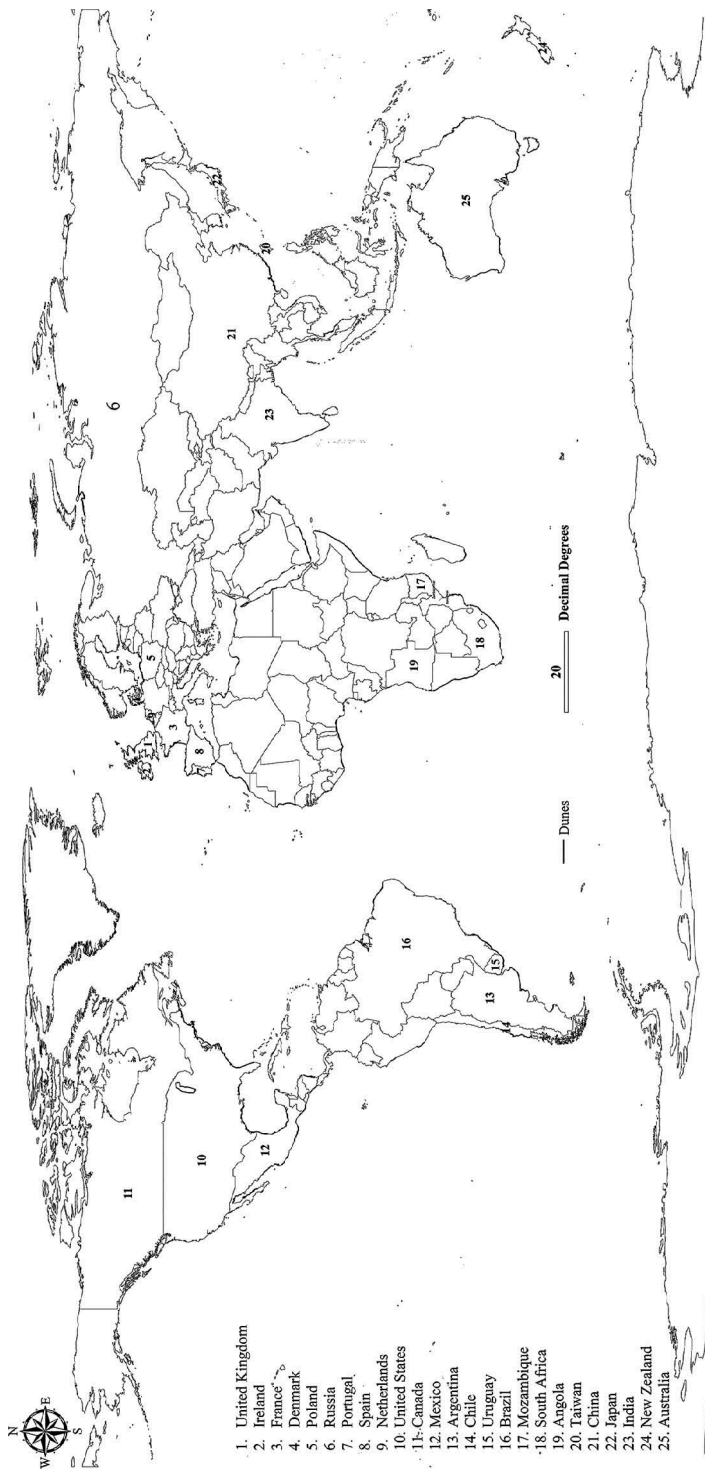 N
W
E
S
6
11
5
1
3
22
8
10
21
20
23
12
16
25
17
19
15
18
13
14
24
1. United Kingdom
2. Ireland
3. France
4. Denmark
5. Poland
6. Russia
7. Portugal
8. Spain
9. Netherlands
10. United States
11. Canada
12. Mexico
13. Argentina
14. Chile
15. Uruguay
16. Brazil
17. Mozambique
18. South Africa
19. Angola
20. Taiwan
21. China
22. Japan
23. India
24. New Zealand
25. Australia
Dunes
20
Decimal Degrees